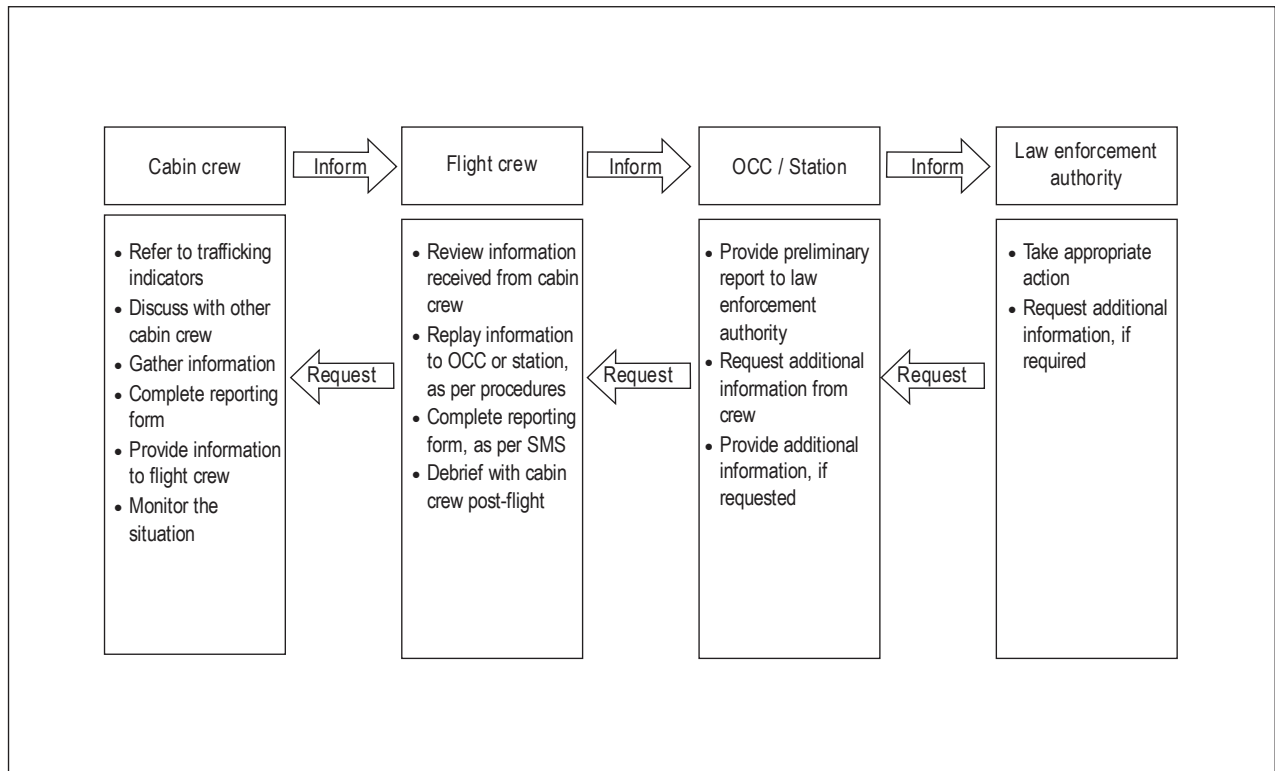 Cabin crew
Inform
Flight crew
Inform
OCC / Station
Inform
Law enforcement
authority
• Refer to trafficking
indicators
• Discuss with other
cabin crew
• Gather information
• Complete reporting
form
• Provide information
to flight crew
• Monitor the
situation
Request
• Review information
received from cabin
crew
• Replay information
to OCC or station,
as per procedures
• Complete reporting
form, as per SMS
• Debrief with cabin
crew post-flight
Request
• Provide preliminary
report to law
enforcement
authority
• Request additional
information from
crew
• Provide additional
information, if
requested
Request
• Take appropriate
action
• Request additional
information, if
required